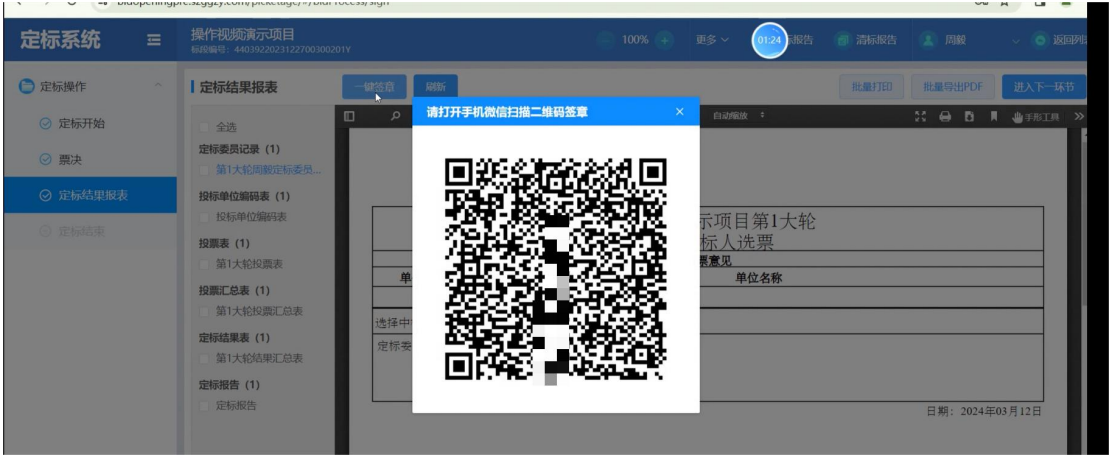 定标系统
操作视频演示项目
标段编号：44039220231227003002​01Y
100%
更多
01:24
标报告
清标报告
周毅
返回列
定标操作
定标开始
票决
定标结果报表
定标结束
定标结果报表
一键签章
刷新
批量打印
批量导出PDF
进入下一环节
全选
定标委员记录（1）
第1大轮周毅定标委员...
投标单位编码表（1）
投标单位编码表
投票表（1）
第1大轮投票表
投票汇总表（1）
第1大轮投票汇总表
定标结果表（1）
第1大轮结果汇总表
定标报告（1）
定标报告
请打开手机微信扫描二维码签章
自动缩放
手形工具
示项目第1大轮
标人选票
票意见
单
单位名称
选择中
定标委
日期：2024年03月12日